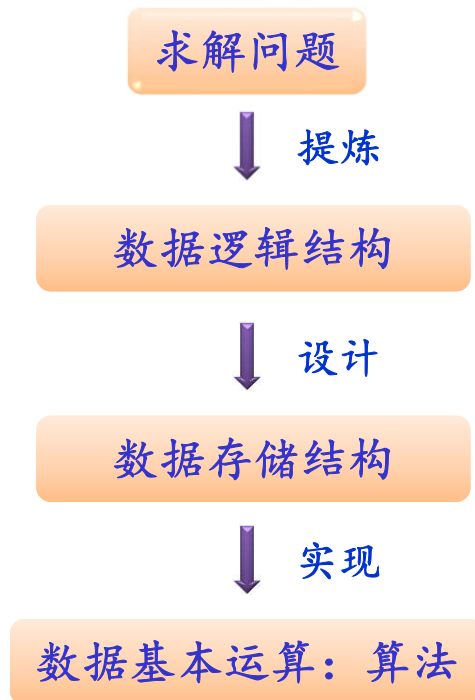 求解问题
提炼
数据逻辑结构
设计
数据存储结构
实现
数据基本运算：算法